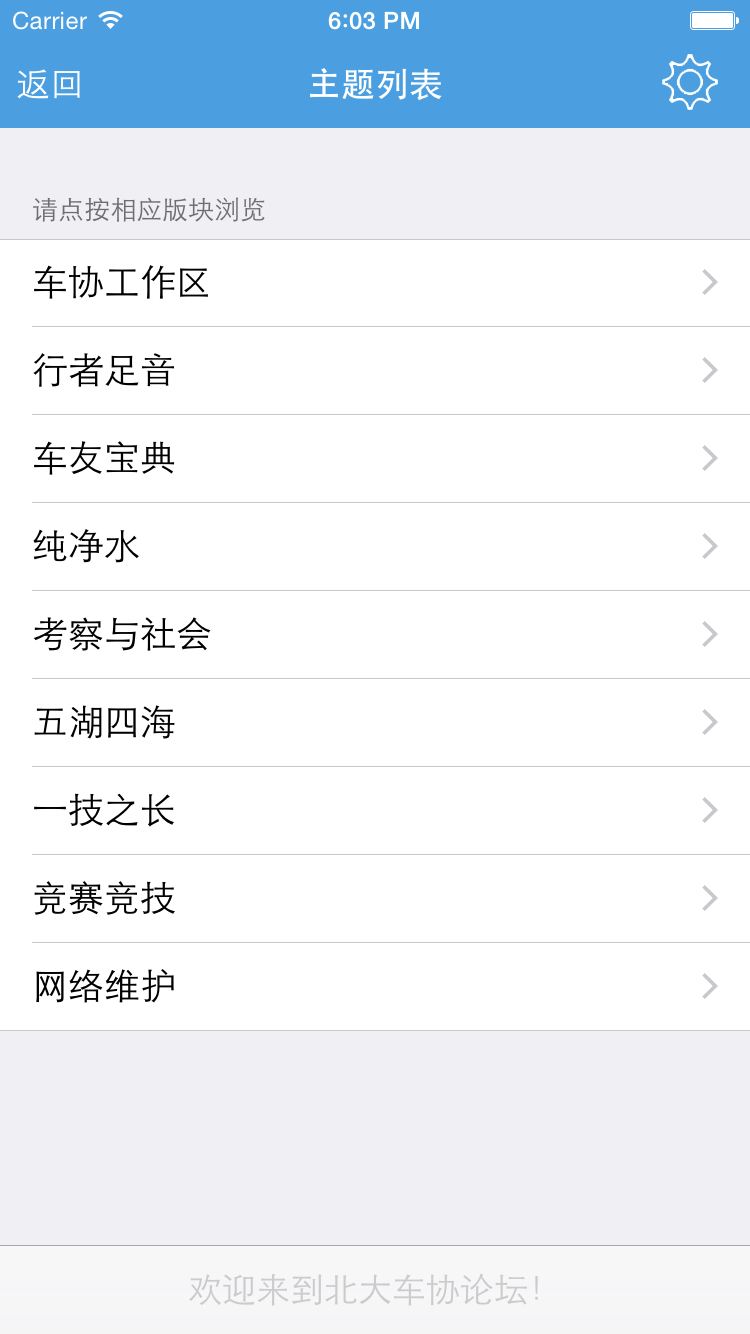 Carrier 6:03 PM
返回 主题列表
请点按相应版块浏览
车协工作区
行者足音
车友宝典
纯净水
考察与社会
五湖四海
一技之长
竞赛竞技
网络维护
欢迎来到北大车协论坛！